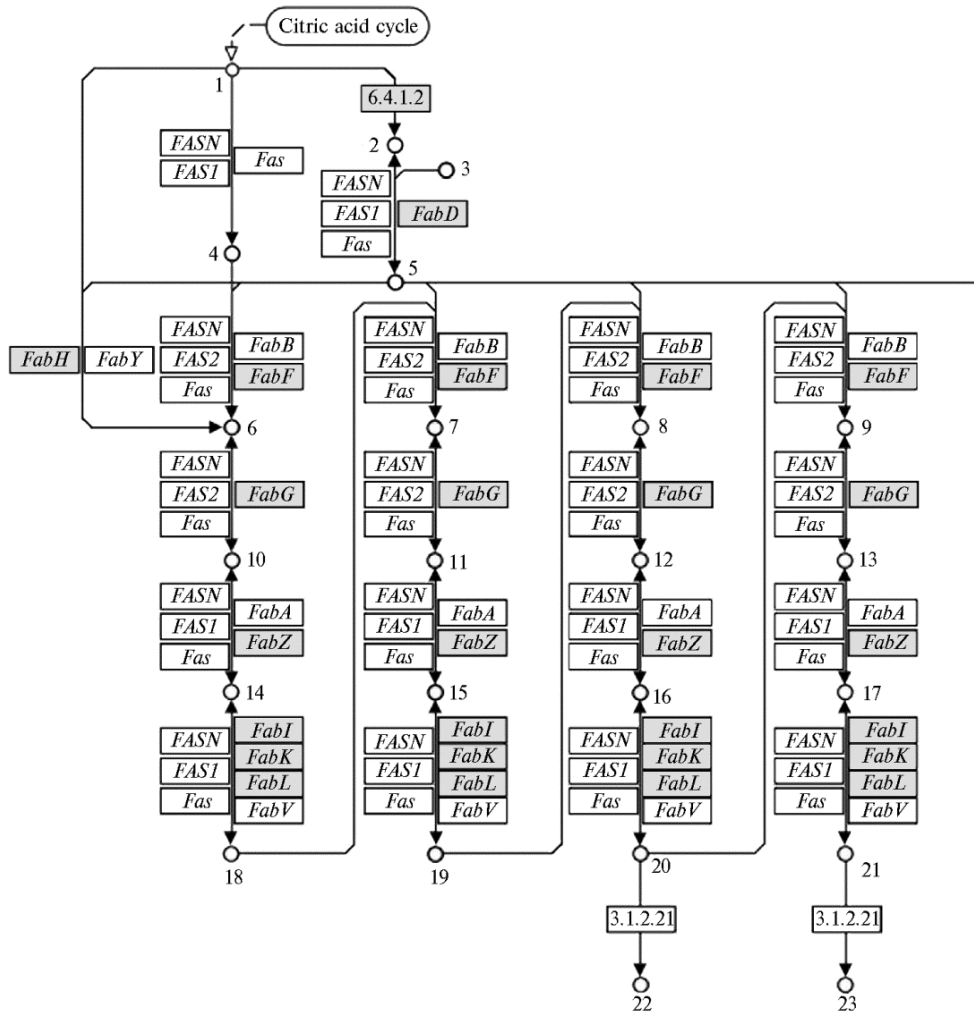 Citric acid cycle
1
6.4.1.2
FASN
Fas
FAS1
2
3
FASN
FAS1
FabD
Fas
4
5
FASN
FabB
FAS2
FabF
Fas
FabH
FabY
FASN
FabB
FAS2
FabF
Fas
FASN
FabB
FAS2
FabF
Fas
FASN
FabB
FAS2
FabF
Fas
6
7
8
9
FASN
FAS2
FabG
Fas
FASN
FAS2
FabG
Fas
FASN
FAS2
FabG
Fas
FASN
FAS2
FabG
Fas
10
11
12
13
FASN
FabA
FAS1
FabZ
Fas
FASN
FabA
FAS1
FabZ
Fas
FASN
FabA
FAS1
FabZ
Fas
FASN
FabA
FAS1
FabZ
Fas
14
15
16
17
FASN
FAS1
Fas
FabI
FabK
FabL
FabV
FASN
FAS1
Fas
FabI
FabK
FabL
FabV
FASN
FAS1
Fas
FabI
FabK
FabL
FabV
FASN
FAS1
Fas
FabI
FabK
FabL
FabV
18
19
20
21
3.1.2.21
3.1.2.21
22
23